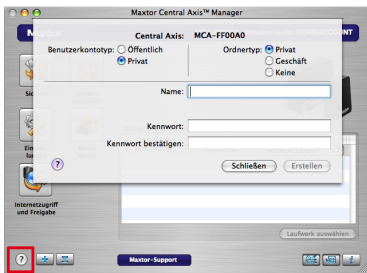 Maxtor Central Axis™ Manager
Central Axis: MCA-FF00A0
Benutzerkontotyp: Öffentlich
Privat
Ordnertyp: Privat
Geschäft
Keine
Name:
Kennwort:
Kennwort bestätigen:
?
Schließen
Erstellen
Internetzugriff
und Freigabe
Laufwerk auswählen
?
Maxtor-Support
i